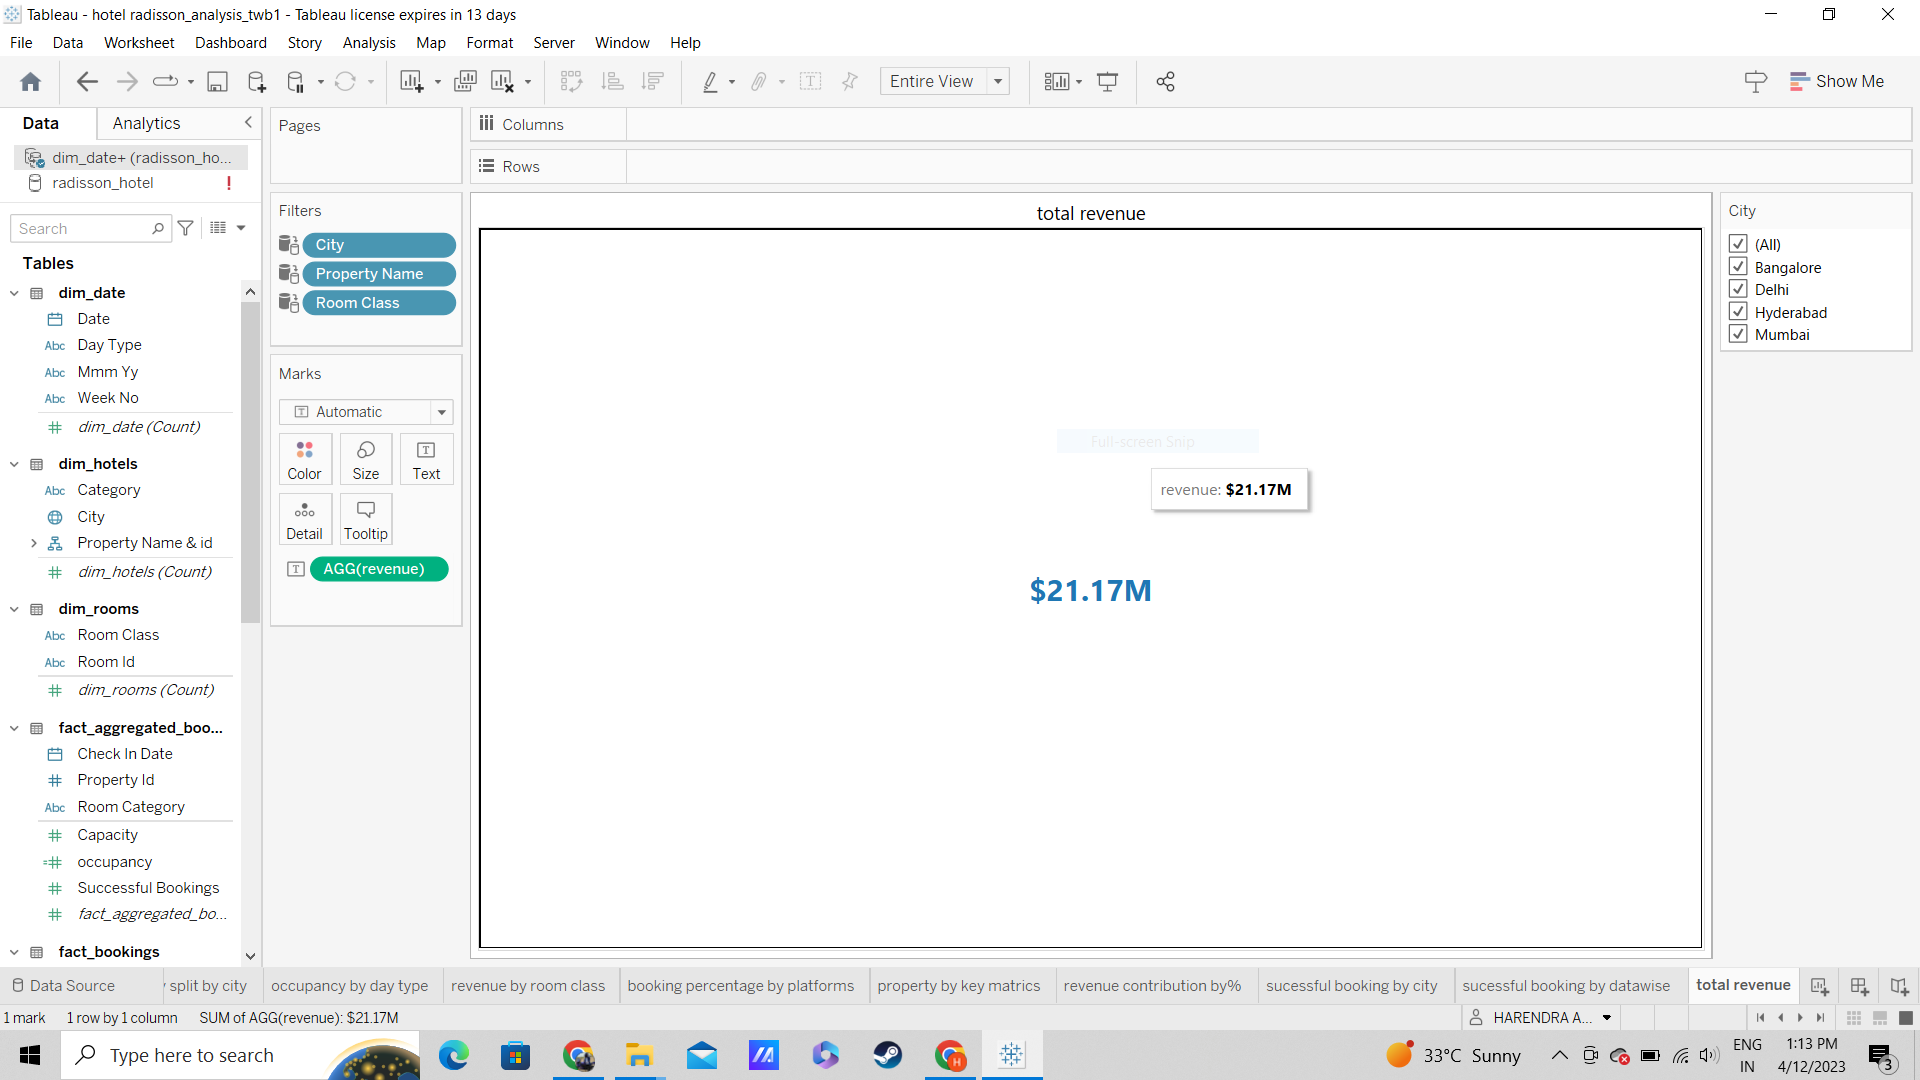 Tableau - hotel radisson_analysis_twb1 - Tableau license expires in 13 days
File Data Worksheet Dashboard Story Analysis Map Format Server Window Help
Entire View
Show Me
Data Analytics
dim_date+ (radisson_ho...
radisson_hotel !
Search
Tables
dim_date
Date
Abc Day Type
Abc Mmm Yy
Abc Week No
dim_date (Count)
dim_hotels
Abc Category
City
Property Name & id
dim_hotels (Count)
dim_rooms
Abc Room Class
Abc Room Id
dim_rooms (Count)
fact_aggregated_boo...
Check In Date
Property Id
Abc Room Category
Capacity
occupancy
Successful Bookings
fact_aggregated_bo...
fact_bookings
Pages
Filters
City
Property Name
Room Class
Marks
T Automatic
Color Size Text
Detail Tooltip
T AGG(revenue)
Columns
Rows
total revenue
Full-screen Snip
revenue: $21.17M
$21.17M
City
(All)
Bangalore
Delhi
Hyderabad
Mumbai
Data Source split by city occupancy by day type revenue by room class booking percentage by platforms property by key matrics revenue contribution by% sucessful booking by city sucessful booking by datawise total revenue
1 mark 1 row by 1 column SUM of AGG(revenue): $21.17M HARENDRA A...
Type here to search
33°C Sunny
ENG
IN
1:13 PM
4/12/2023
3